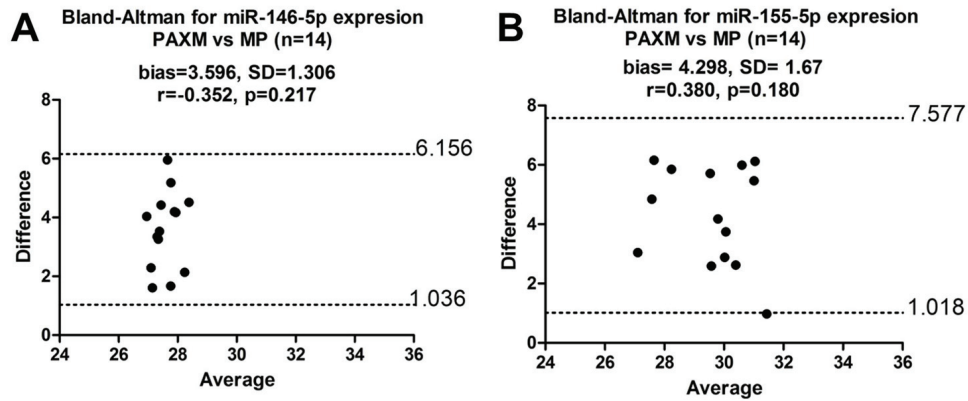 A
Bland-Altman for miR-146-5p expresion
PAXM vs MP (n=14)
bias=3.596, SD=1.306
r=-0.352, p=0.217
8
6
4
2
0
6.156
1.036
Difference
24 26 28 30 32 34 36
Average
B
Bland-Altman for miR-155-5p expresion
PAXM vs MP (n=14)
bias= 4.298, SD= 1.67
r=0.380, p=0.180
8
6
4
2
0
7.577
1.018
Difference
24 26 28 30 32 34 36
Average